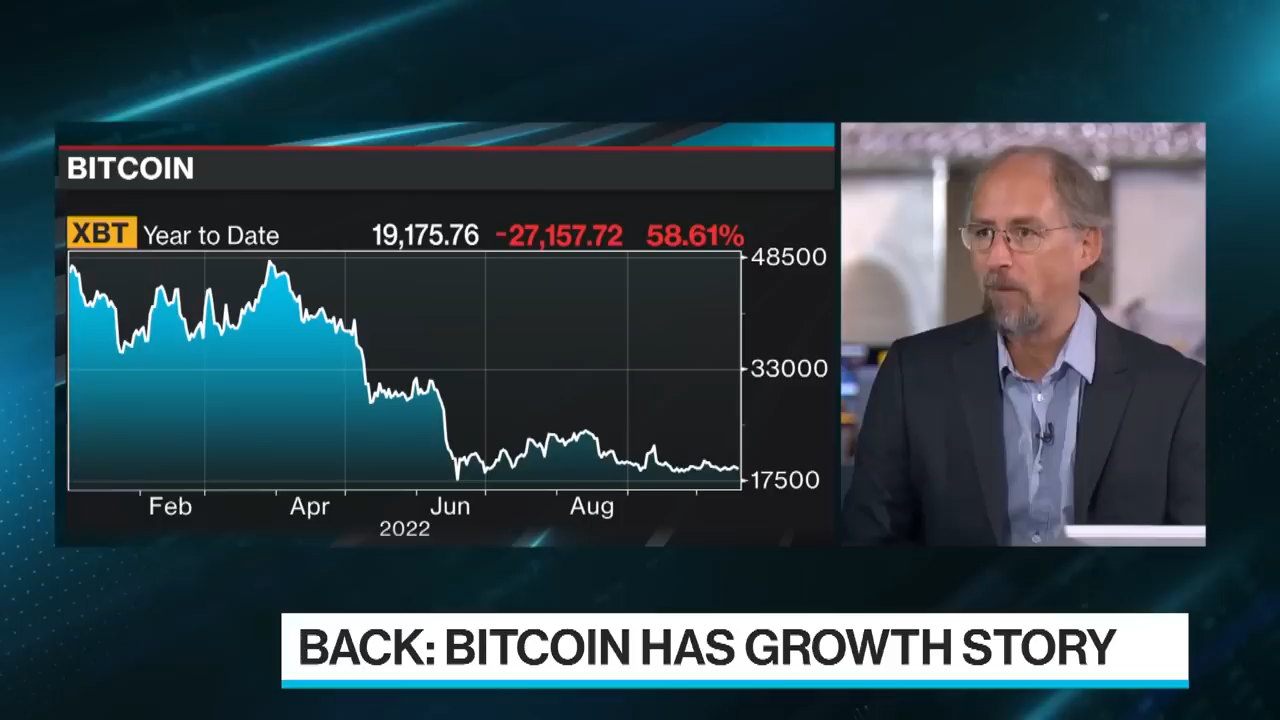 BITCOIN
XBT Year to Date 19,175.76 -27,157.72 58.61%
48500
33000
17500
Feb Apr Jun Aug
2022
BACK: BITCOIN HAS GROWTH STORY